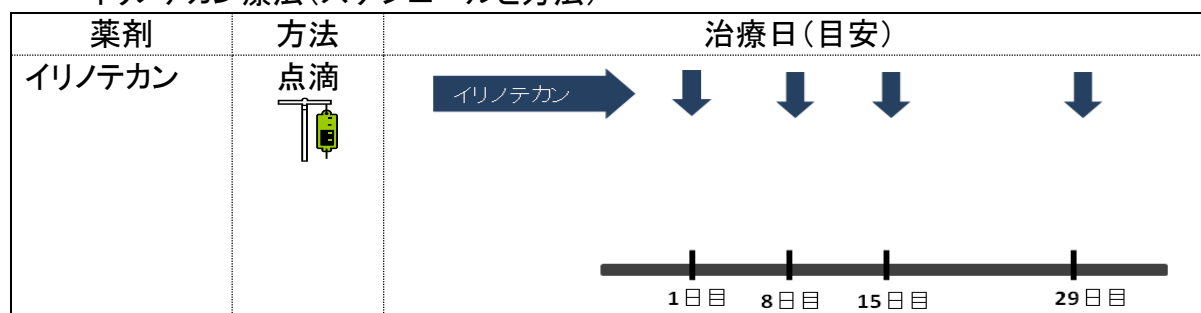 薬剤 方法 治療日(目安)
イリノテカン 点滴 イリノテカン
1日目 8日目 15日目 29日目